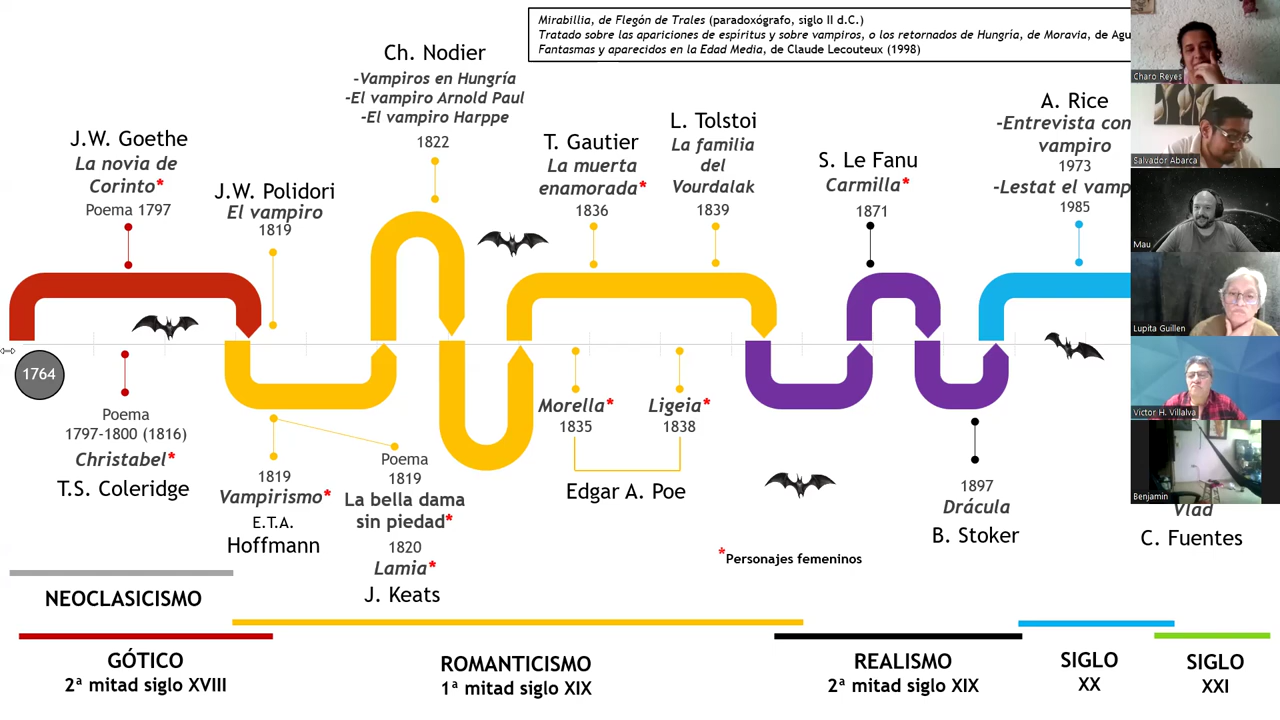 Mirabillia, de Flegón de Trales (paradoxógrafo, siglo II d.C.)
Tratado sobre las apariciones de espíritus y sobre vampiros, o los retornados de Hungría, de Moravia, de Agu
Fantasmas y aparecidos en la Edad Media, de Claude Lecouteux (1998)
Ch. Nodier
-Vampiros en Hungría
-El vampiro Arnold Paul
-El vampiro Harppe
1822
J.W. Goethe
La novia de
Corinto*
Poema 1797
J.W. Polidori
El vampiro
1819
T. Gautier
La muerta
enamorada*
1836
L. Tolstoi
La familia
del
Vourdalak
1839
S. Le Fanu
Carmilla*
1871
A. Rice
-Entrevista con
vampiro
1973
-Lestat el vamp
1985
Charo Reyes
Salvador Abarca
Mau
Lupita Guillen
Víctor H. Villalva
Benjamin
1764
Poema
1797-1800 (1816)
Christabel*
T.S. Coleridge
1819
Vampirismo*
E.T.A.
Hoffmann
Poema
1819
La bella dama
sin piedad*
1820
Lamia*
J. Keats
Morella*
1835
Ligeia*
1838
Edgar A. Poe
*Personajes femeninos
1897
Drácula
B. Stoker
Vlad
C. Fuentes
NEOCLASICISMO
GÓTICO
2ª mitad siglo XVIII
ROMANTICISMO
1ª mitad siglo XIX
REALISMO
2ª mitad siglo XIX
SIGLO
XX
SIGLO
XXI